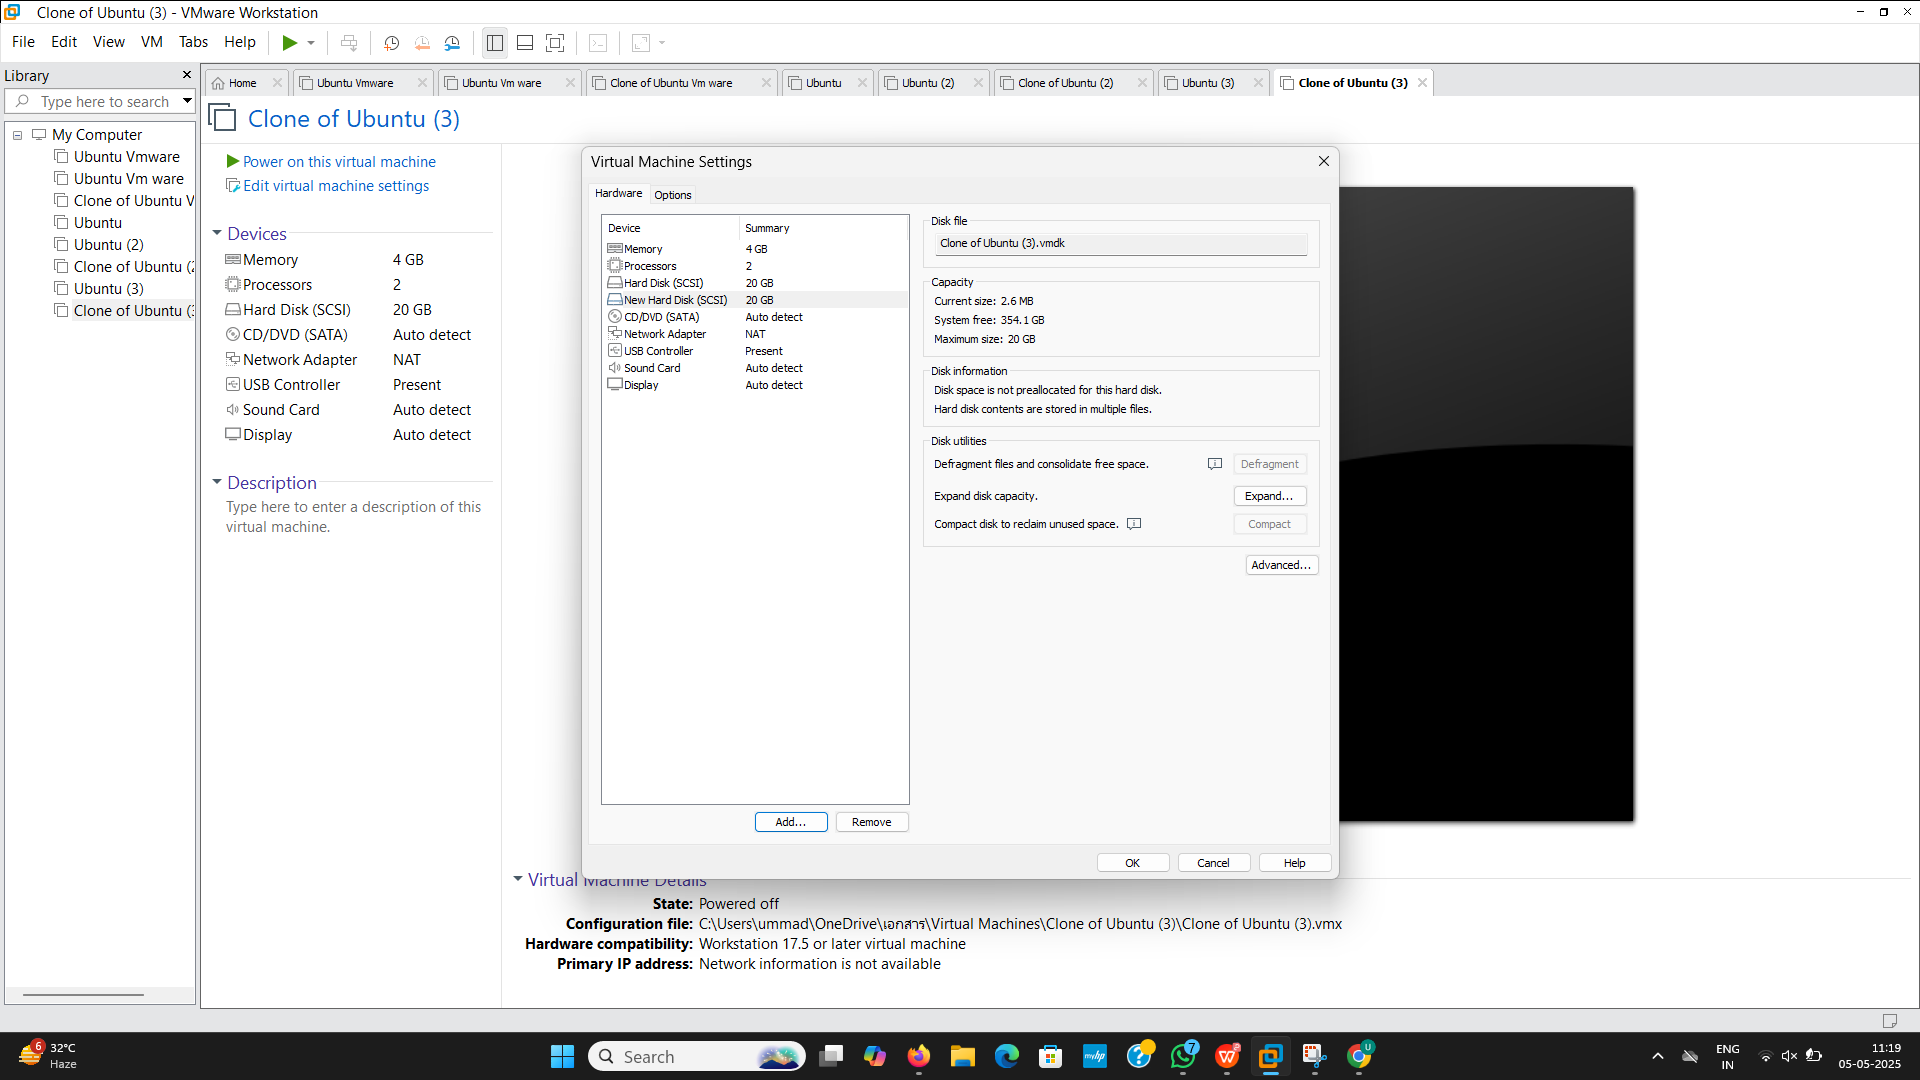 Clone of Ubuntu (3) - VMware Workstation
File Edit View VM Tabs Help
Library
Type here to search
My Computer
Ubuntu Vmware
Ubuntu Vm ware
Clone of Ubuntu V
Ubuntu
Ubuntu (2)
Clone of Ubuntu (2
Ubuntu (3)
Clone of Ubuntu (3
Home Ubuntu Vmware Ubuntu Vm ware Clone of Ubuntu Vm ware Ubuntu Ubuntu (2) Clone of Ubuntu (2) Ubuntu (3) Clone of Ubuntu (3)
Clone of Ubuntu (3)
Power on this virtual machine
Edit virtual machine settings
Devices
Memory 4 GB
Processors 2
Hard Disk (SCSI) 20 GB
CD/DVD (SATA) Auto detect
Network Adapter NAT
USB Controller Present
Sound Card Auto detect
Display Auto detect
Description
Type here to enter a description of this
virtual machine.
Virtual Machine Settings
Hardware Options
Device Summary
Memory 4 GB
Processors 2
Hard Disk (SCSI) 20 GB
New Hard Disk (SCSI) 20 GB
CD/DVD (SATA) Auto detect
Network Adapter NAT
USB Controller Present
Sound Card Auto detect
Display Auto detect
Add... Remove
Disk file
Clone of Ubuntu (3).vmdk
Capacity
Current size: 2.6 MB
System free: 354.1 GB
Maximum size: 20 GB
Disk information
Disk space is not preallocated for this hard disk.
Hard disk contents are stored in multiple files.
Disk utilities
Defragment files and consolidate free space. Defragment
Expand disk capacity. Expand...
Compact disk to reclaim unused space. Compact
Advanced...
OK Cancel Help
Virtual Machine Details
State: Powered off
Configuration file: C:\Users\ummad\OneDrive\เอกสาร\Virtual Machines\Clone of Ubuntu (3)\Clone of Ubuntu (3).vmx
Hardware compatibility: Workstation 17.5 or later virtual machine
Primary IP address: Network information is not available
6
32°C
Haze
Search
myhp
7
U
ENG
IN
11:19
05-05-2025